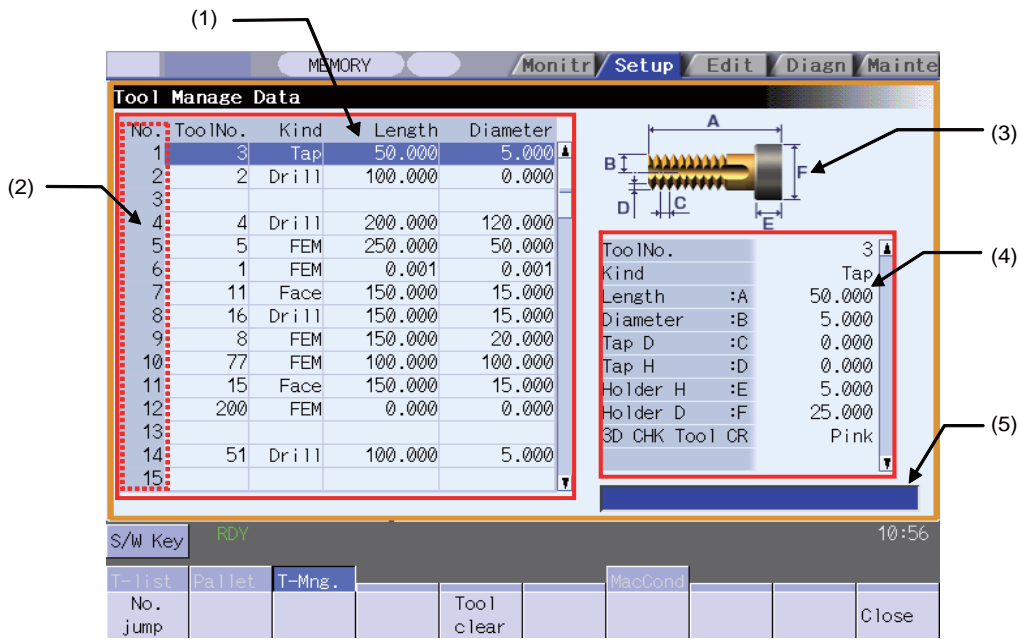 (1)
MEMORY Monitr Setup Edit Diagn Mainte
Tool Manage Data
No. ToolNo. Kind Length Diameter
1 3 Tap 50.000 5.000
2 2 Drill 100.000 0.000
3
4 4 Drill 200.000 120.000
5 5 FEM 250.000 50.000
6 1 FEM 0.001 0.001
7 11 Face 150.000 15.000
8 16 Drill 150.000 15.000
9 8 FEM 150.000 20.000
10 77 FEM 100.000 100.000
11 15 Face 150.000 15.000
12 200 FEM 0.000 0.000
13
14 51 Drill 100.000 5.000
15
(2)
A
B
F
D
C
E
(3)
ToolNo. 3
Kind Tap
Length :A 50.000
Diameter :B 5.000
Tap D :C 0.000
Tap H :D 0.000
Holder H :E 5.000
Holder D :F 25.000
3D CHK Tool CR Pink
(4)
(5)
S/W Key RDY 10:56
T-list Pallet T-Mng. MacCond
No. jump
Tool clear
Close